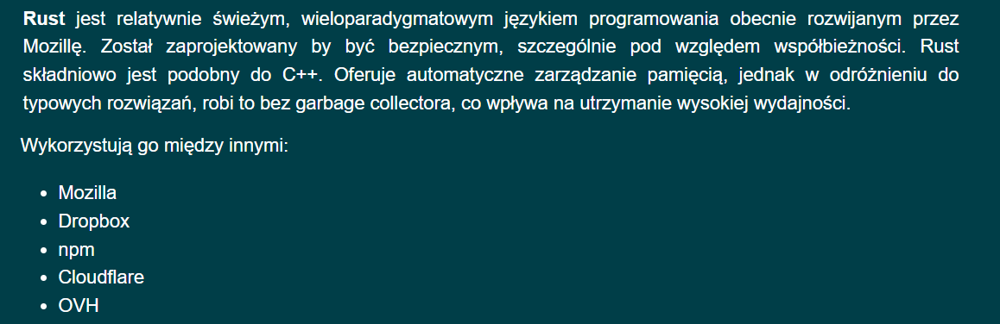 Rust jest relatywnie świeżym, wieloparadygmatowym językiem programowania obecnie rozwijanym przez
Mozillę. Został zaprojektowany by być bezpiecznym, szczególnie pod względem współbieżności. Rust
składniowo jest podobny do C++. Oferuje automatyczne zarządzanie pamięcią, jednak w odróżnieniu do
typowych rozwiązań, robi to bez garbage collectora, co wpływa na utrzymanie wysokiej wydajności.
Wykorzystują go między innymi:
• Mozilla
• Dropbox
• npm
• Cloudflare
• OVH